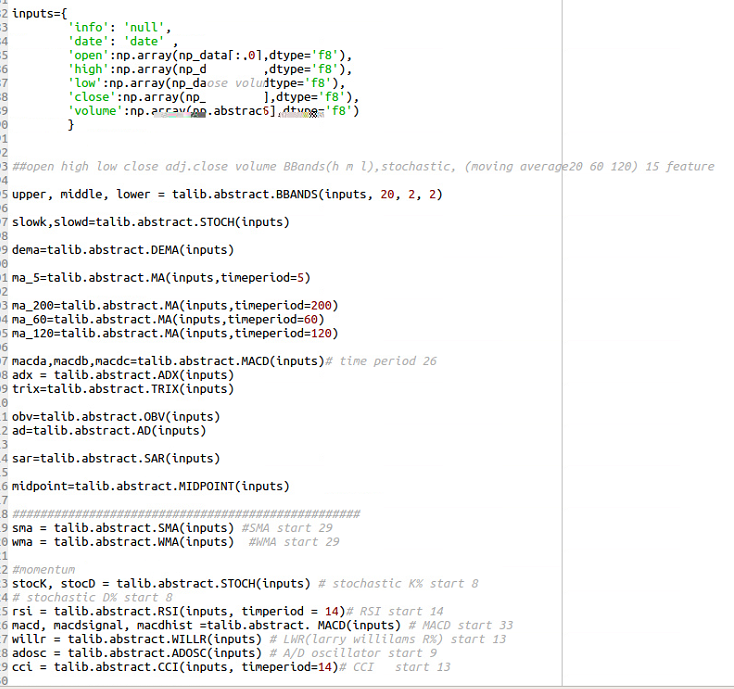 82 inputs={
3 'info': 'null',
4 'date': 'date' ,
5 'open':np.array(np_data[:,0],dtype='f8'),
6 'high':np.array(np_d ,dtype='f8'),
7 'low':np.array(np_da ose volu dtype='f8'),
8 'close':np.array(np_ ],dtype='f8'),
9 'volume':np.array(np.abstrac ],dtype='f8')
0 }
1
2
3 ##open high low close adj.close volume BBands(h m l),stochastic, (moving average20 60 120) 15 feature
4
5 upper, middle, lower = talib.abstract.BBANDS(inputs, 20, 2, 2)
6
7 slowk,slowd=talib.abstract.STOCH(inputs)
8
9 dema=talib.abstract.DEMA(inputs)
0
1 ma_5=talib.abstract.MA(inputs,timeperiod=5)
2
3 ma_200=talib.abstract.MA(inputs,timeperiod=200)
4 ma_60=talib.abstract.MA(inputs,timeperiod=60)
5 ma_120=talib.abstract.MA(inputs,timeperiod=120)
6
7 macda,macdb,macdc=talib.abstract.MACD(inputs)# time period 26
8 adx = talib.abstract.ADX(inputs)
9 trix=talib.abstract.TRIX(inputs)
0
1 obv=talib.abstract.OBV(inputs)
2 ad=talib.abstract.AD(inputs)
3
4 sar=talib.abstract.SAR(inputs)
5
6 midpoint=talib.abstract.MIDPOINT(inputs)
7
8 ##################################################
9 sma = talib.abstract.SMA(inputs) #SMA start 29
0 wma = talib.abstract.WMA(inputs) #WMA start 29
1
2 #momentum
3 stocK, stocD = talib.abstract.STOCH(inputs) # stochastic K% start 8
4 # stochastic D% start 8
5 rsi = talib.abstract.RSI(inputs, timperiod = 14)# RSI start 14
6 macd, macdsignal, macdhist =talib.abstract. MACD(inputs) # MACD start 33
7 willr = talib.abstract.WILLR(inputs) # LWR(larry willilams R%) start 13
8 adosc = talib.abstract.ADOSC(inputs) # A/D oscillator start 9
9 cci = talib.abstract.CCI(inputs, timeperiod=14)# CCI start 13
0